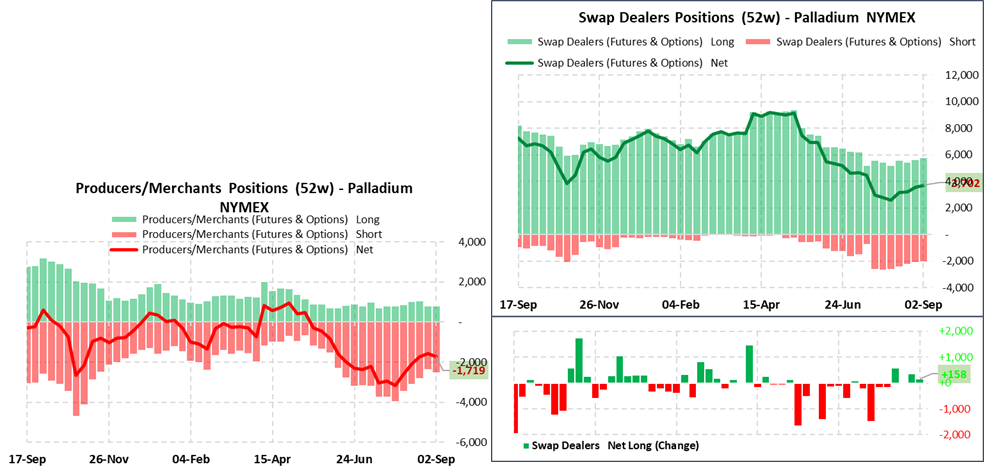 Producers/Merchants Positions (52w) - Palladium
NYMEX
Producers/Merchants (Futures & Options) Long
Producers/Merchants (Futures & Options) Short
Producers/Merchants (Futures & Options) Net
4,000
2,000
-
-2,000
-1,719
-4,000
-6,000
17-Sep 26-Nov 04-Feb 15-Apr 24-Jun 02-Sep
Swap Dealers Positions (52w) - Palladium NYMEX
Swap Dealers (Futures & Options) Long Swap Dealers (Futures & Options) Short
Swap Dealers (Futures & Options) Net
12,000
10,000
8,000
6,000
4,000
3,702
2,000
-
-2,000
-4,000
17-Sep 26-Nov 04-Feb 15-Apr 24-Jun 02-Sep
+2,000
+1,000
+158
+0
-1,000
-2,000
Swap Dealers Net Long (Change)